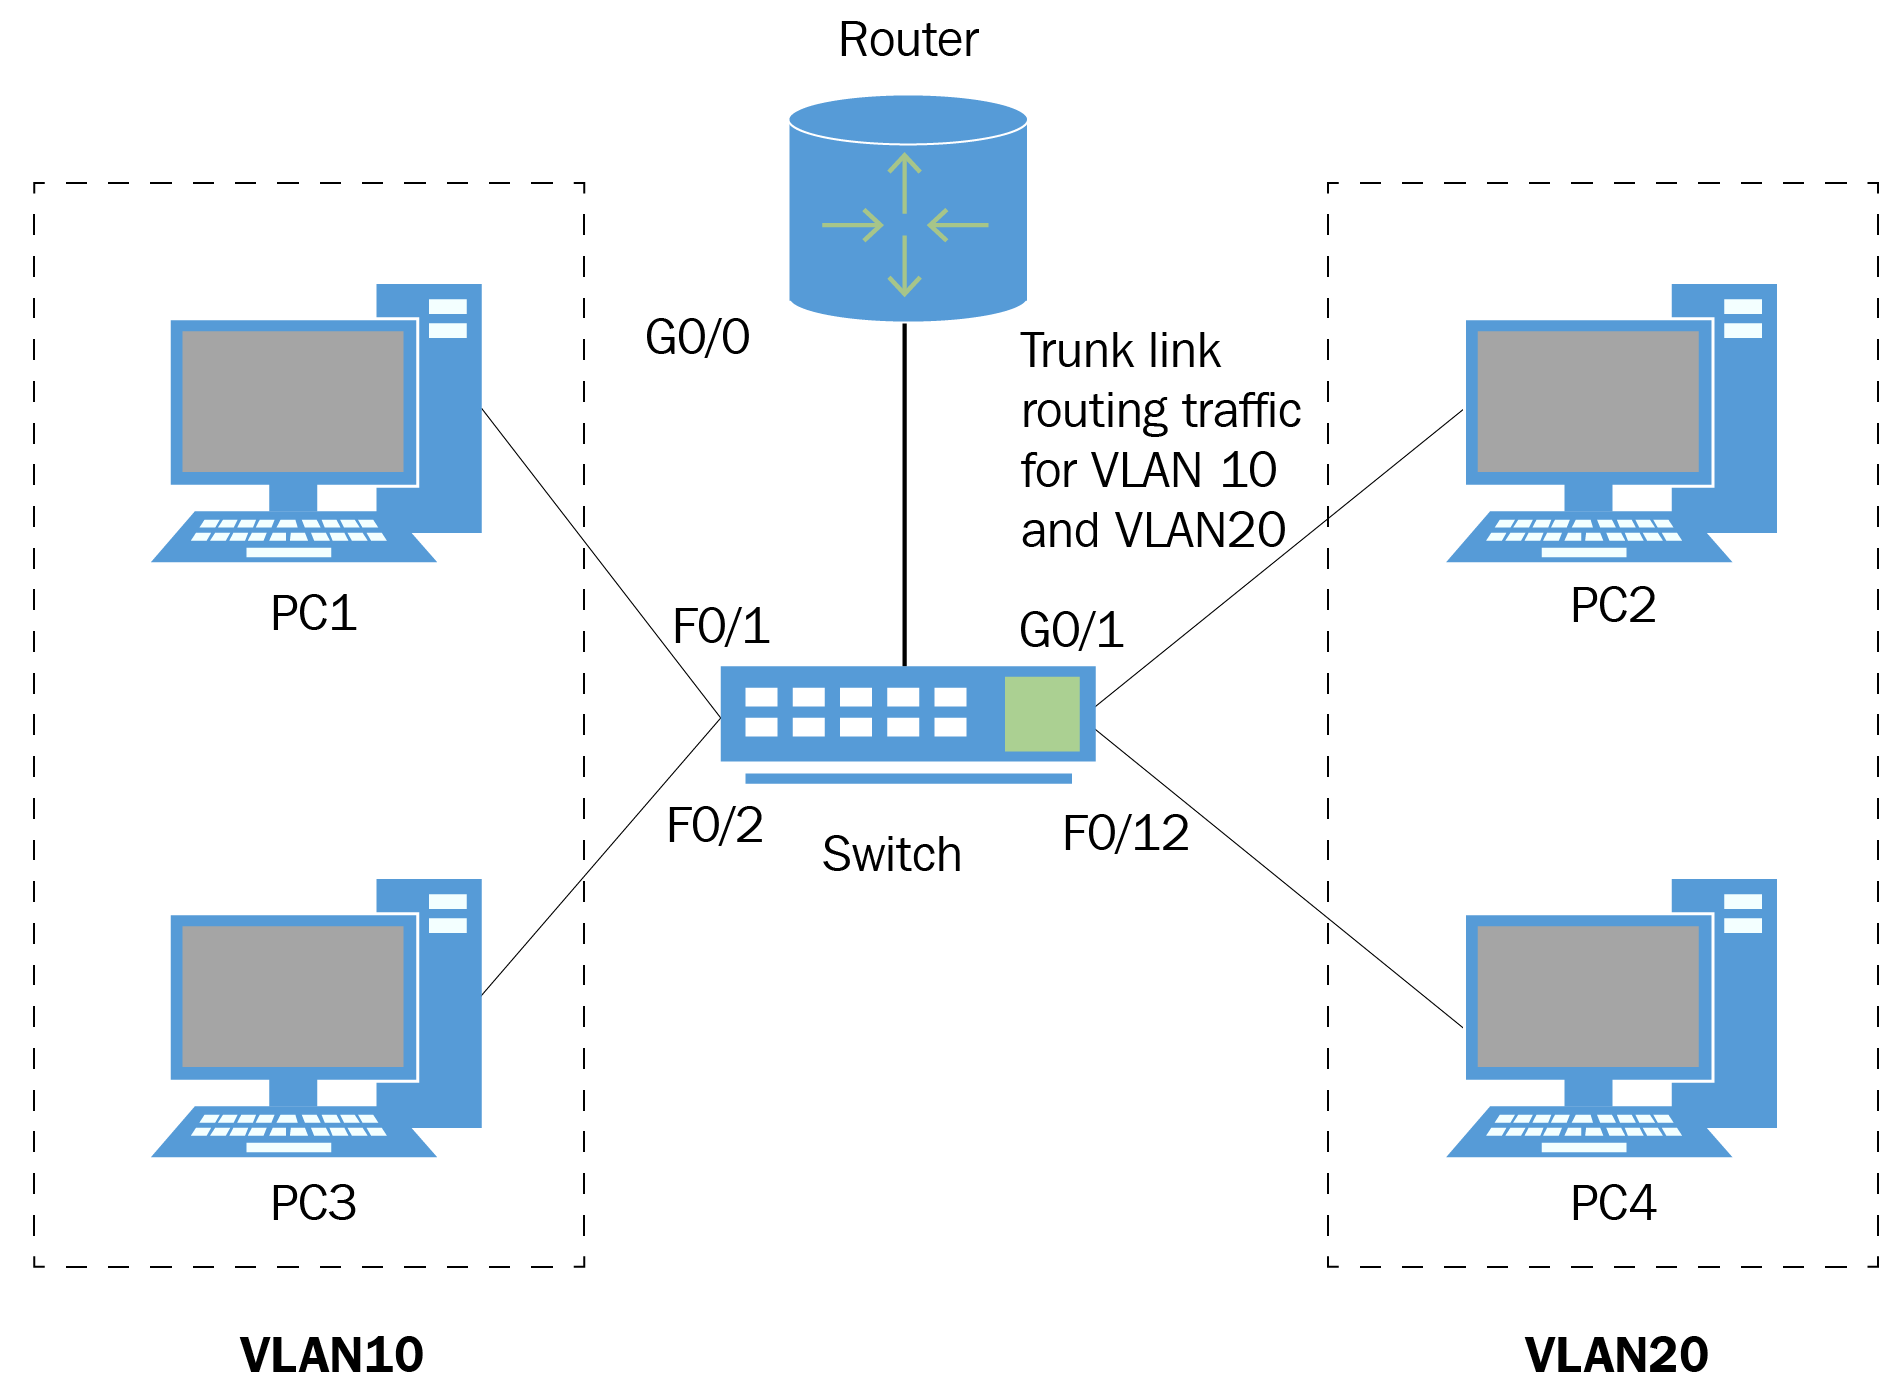 Router
G0/0
Trunk link
routing traffic
for VLAN 10
and VLAN20
PC1
PC2
F0/1
G0/1
F0/2
Switch
F0/12
PC3
PC4
VLAN10
VLAN20